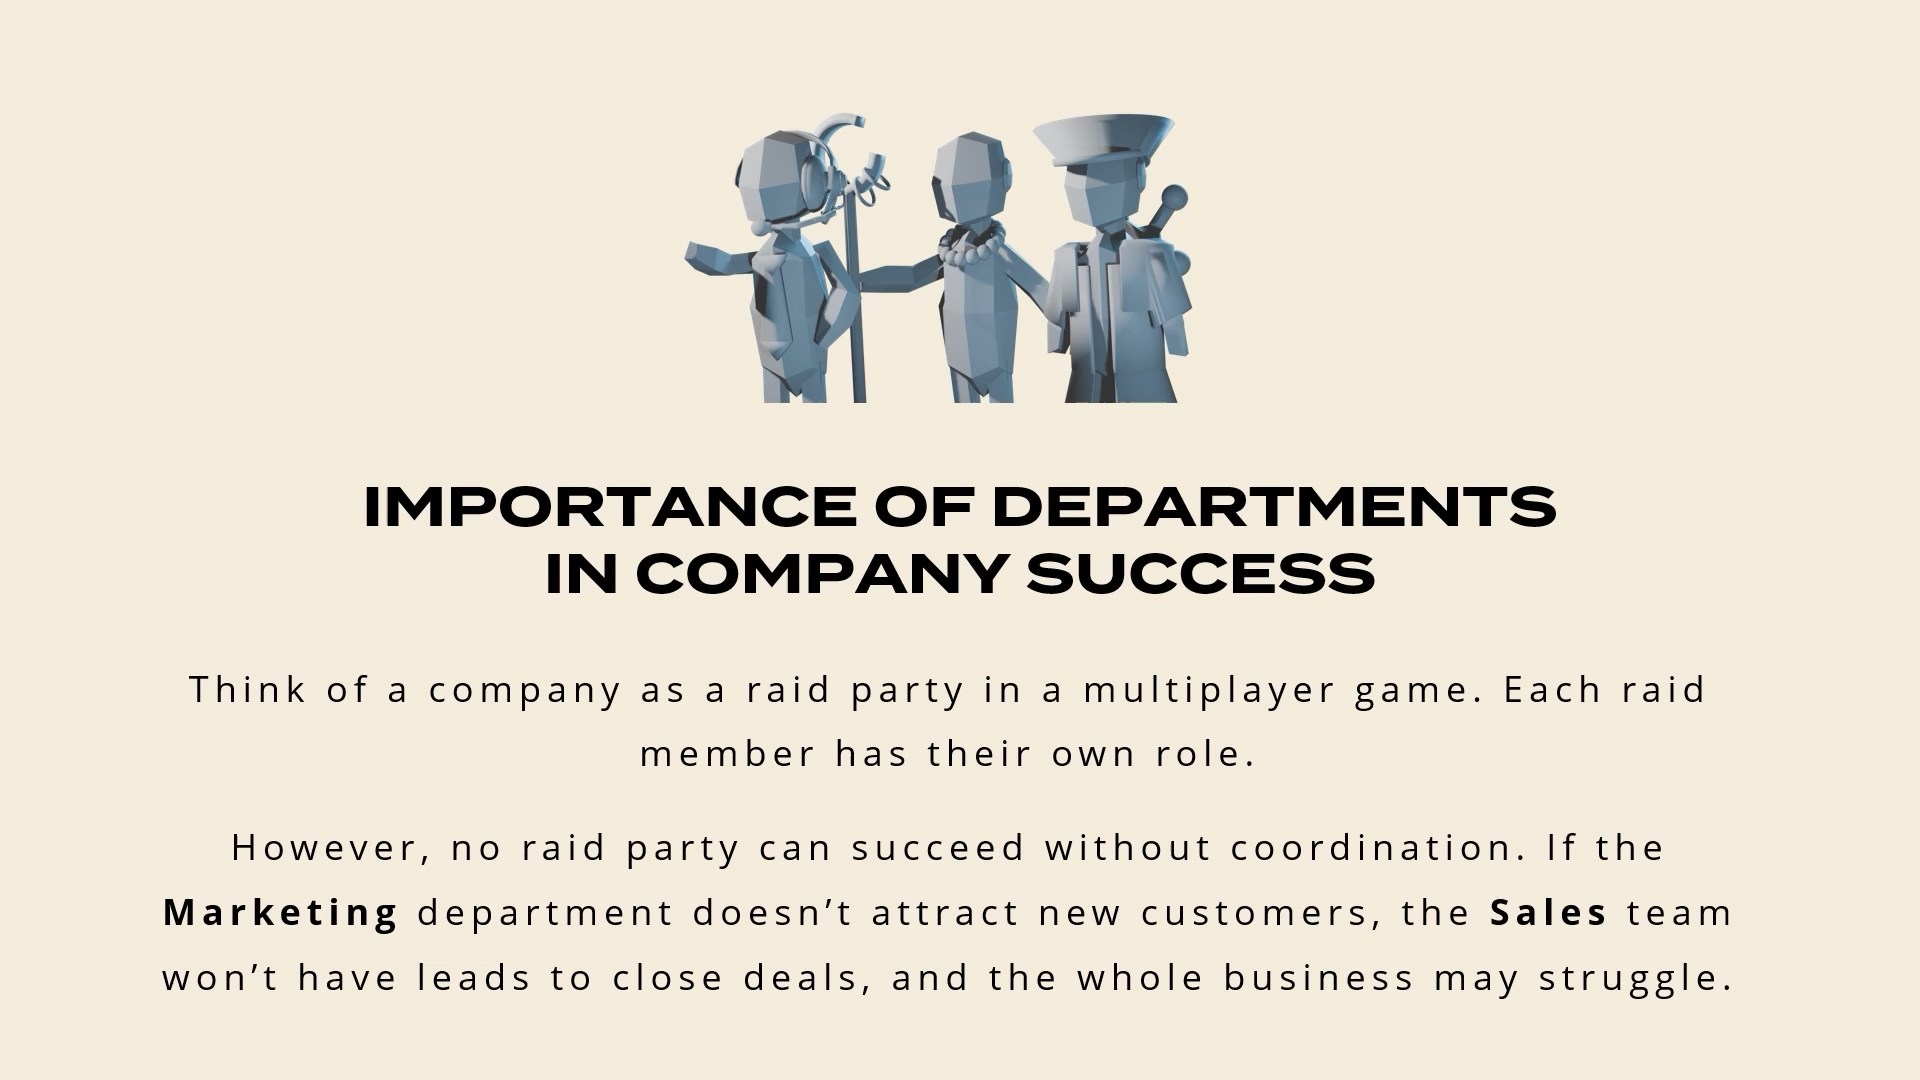 IMPORTANCE OF DEPARTMENTS
IN COMPANY SUCCESS
Think of a company as a raid party in a multiplayer game. Each raid
member has their own role.
However, no raid party can succeed without coordination. If the
Marketing department doesn’t attract new customers, the Sales team
won’t have leads to close deals, and the whole business may struggle.